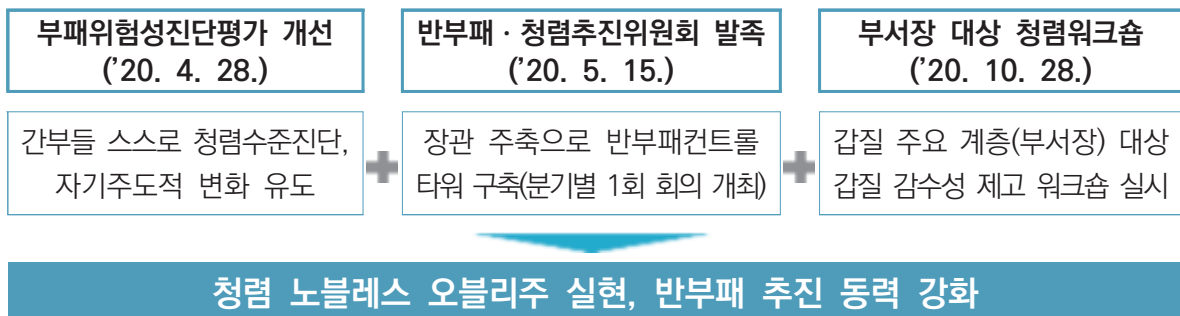 부패위험성진단평가 개선
('20. 4. 28.)
반부패·청렴추진위원회 발족
('20. 5. 15.)
부서장 대상 청렴워크숍
('20. 10. 28.)
간부들 스스로 청렴수준진단,
자기주도적 변화 유도
장관 주축으로 반부패컨트롤
타워 구축(분기별 1회 회의 개최)
갑질 주요 계층(부서장) 대상
갑질 감수성 제고 워크숍 실시
청렴 노블레스 오블리주 실현, 반부패 추진 동력 강화